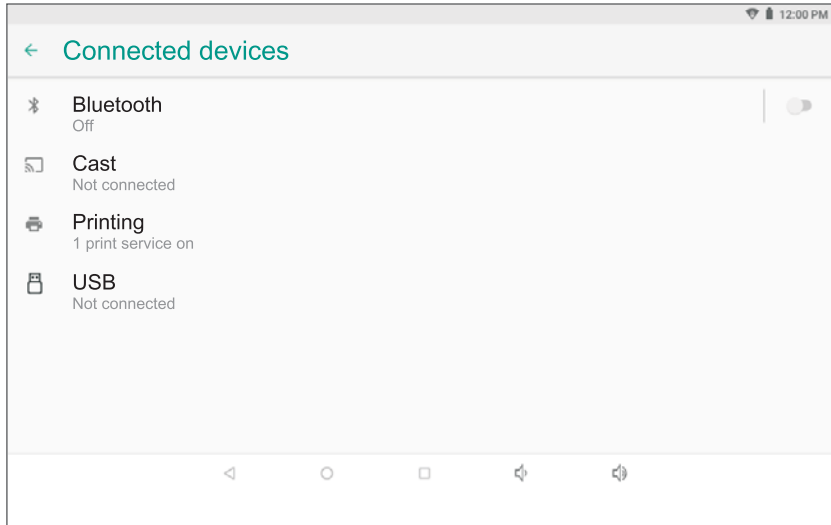 12:00 PM
Connected devices
Bluetooth
Off
Cast
Not connected
Printing
1 print service on
USB
Not connected